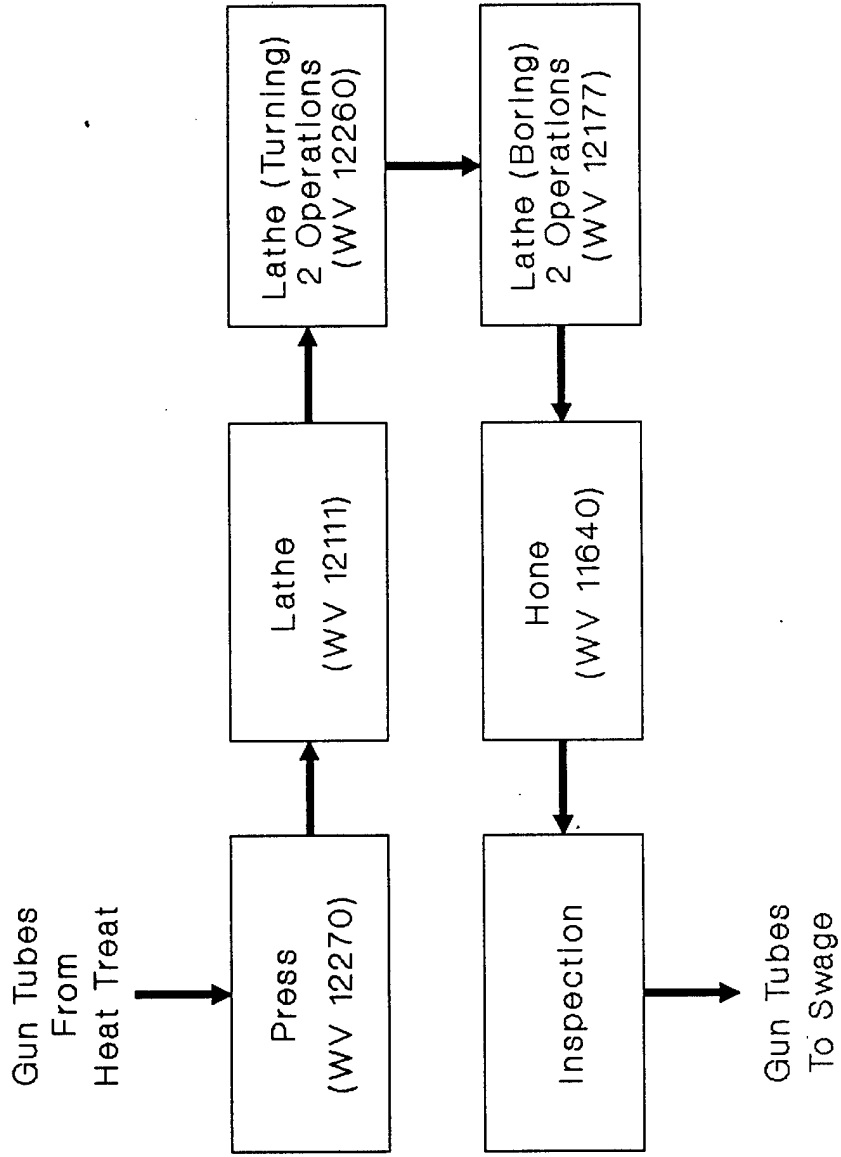 Gun Tubes
From
Heat Treat
Press
(WV 12270)
Lathe
(WV 12111)
Lathe (Turning)
2 Operations
(WV 12260)
Lathe (Boring)
2 Operations
(WV 12177)
Hone
(WV 11640)
Inspection
Gun Tubes
To Swage